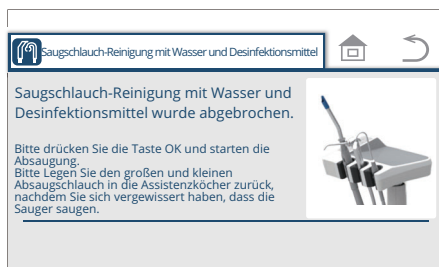 Saugschlauch-Reinigung mit Wasser und Desinfektionsmittel
Saugschlauch-Reinigung mit Wasser und
Desinfektionsmittel wurde abgebrochen.
Bitte drücken Sie die Taste OK und starten die
Absaugung.
Bitte Legen Sie den großen und kleinen
Absaugschlauch in die Assistenzköcher zurück,
nachdem Sie sich vergewissert haben, dass die
Sauger saugen.